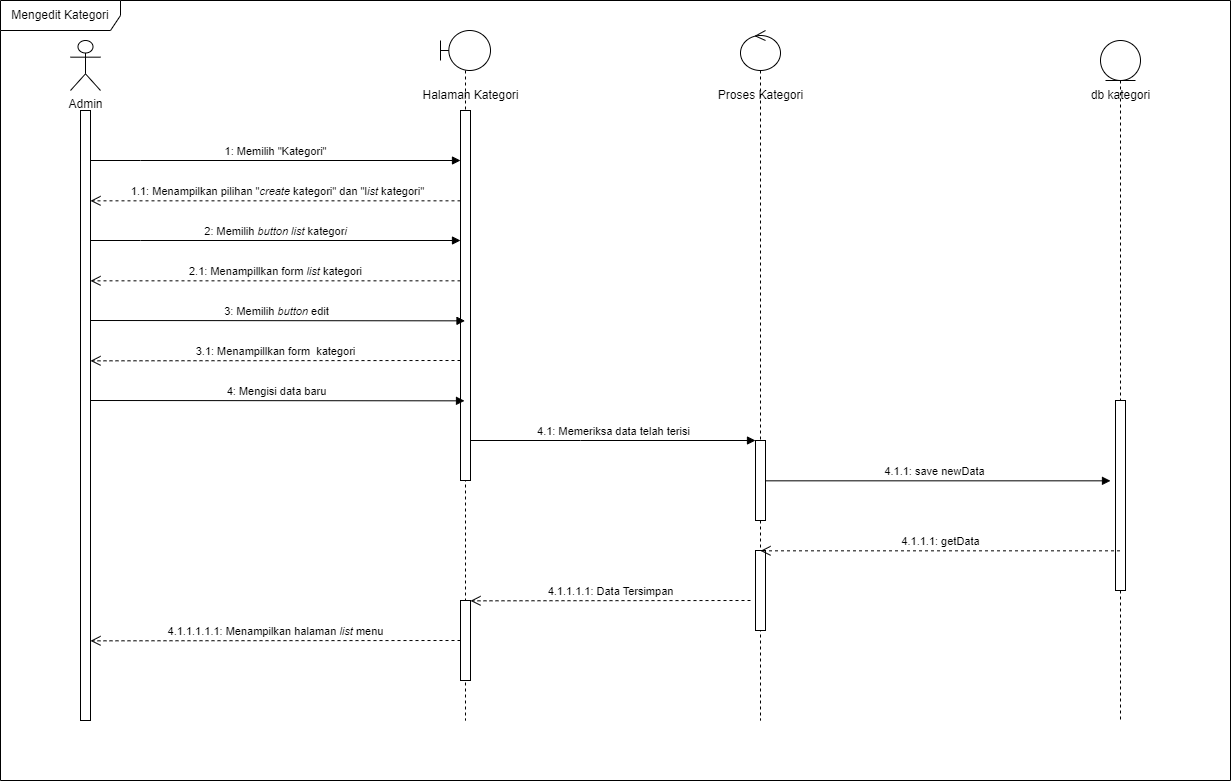 Mengedit Kategori
Admin
Halaman Kategori
Proses Kategori
db kategori
1: Memilih "Kategori"
1.1: Menampilkan pilihan "create kategori" dan "list kategori"
2: Memilih button list kategori
2.1: Menampillkan form list kategori
3: Memilih button edit
3.1: Menampillkan form  kategori
4: Mengisi data baru
4.1: Memeriksa data telah terisi
4.1.1: save newData
4.1.1.1: getData
4.1.1.1.1: Data Tersimpan
4.1.1.1.1.1: Menampilkan halaman list menu